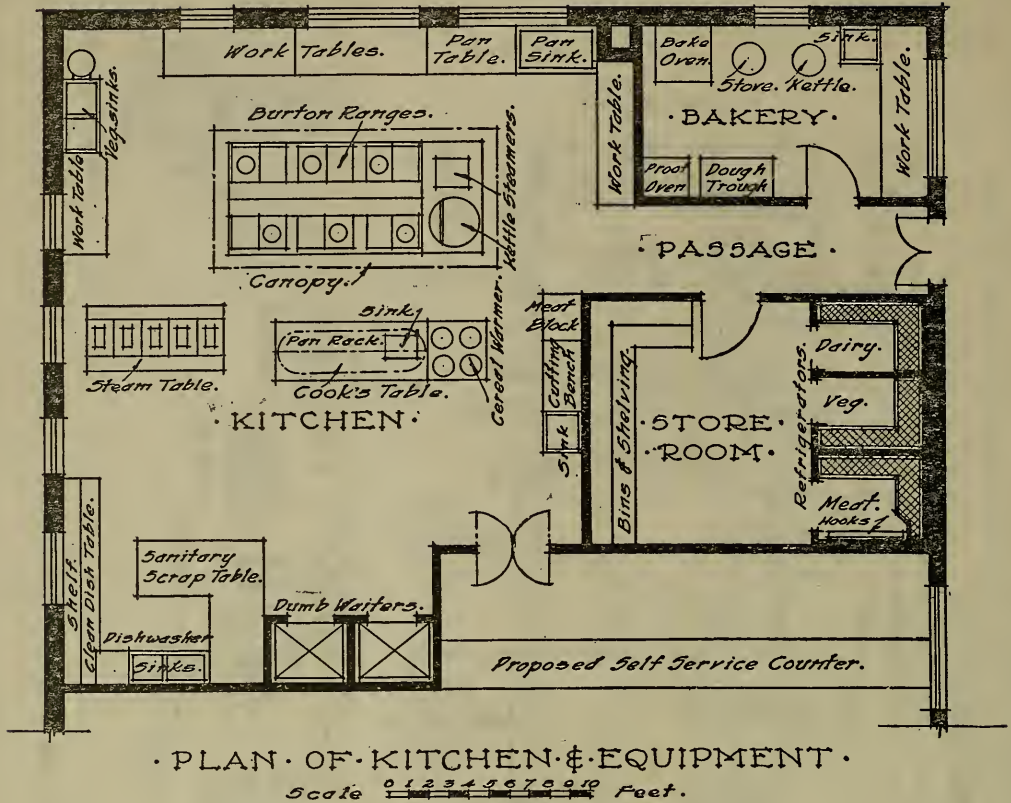 Work Tables.
Pan
Table.
Pan
Sink.
Bake
Oven.
Stove. Kettle.
Sink.
Work Table.
· BAKERY ·
Proof
Oven
Dough
Trough
Work Table.
Veg sinks.
Work Table
Burton Ranges.
Kettle Steamers.
Canopy.
· PASSAGE ·
Steam Table.
Sink
Pan Rack.
Cook's Table.
Cereal Warmer.
· KITCHEN ·
Meat
Block
Cutting
Bench
Sink
Bins & Shelving.
· STORE ·
· ROOM ·
Refrigerators.
Dairy.
Veg.
Meat.
Hooks
Shelf.
Clean Dish Table.
Sanitary
Scrap Table.
Dishwasher
Sinks.
Dumb Waiters.
Proposed Self Service Counter.
· PLAN · OF · KITCHEN · & · EQUIPMENT ·
Scale 0 1 2 3 4 5 6 7 8 9 10 Feet.